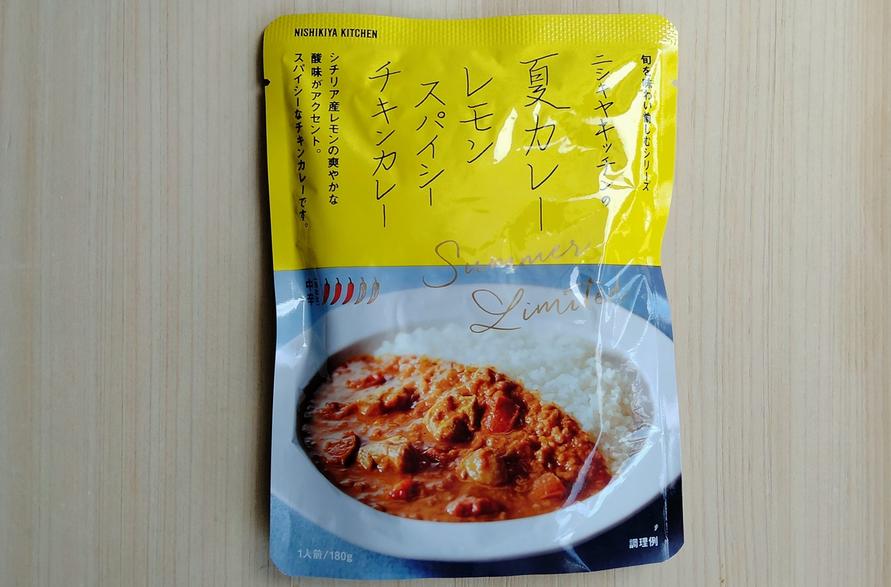 NISHIKIYA KITCHEN
旬を味わい愉しむシリーズ
ニシキヤキッチンの
夏カレー
レモン
スパイシー
チキンカレー
シチリア産レモンの爽やかな
酸味がアクセント。
スパイシーなチキンカレーです。
Summer
Limited
中辛
1人前/180g
調理例